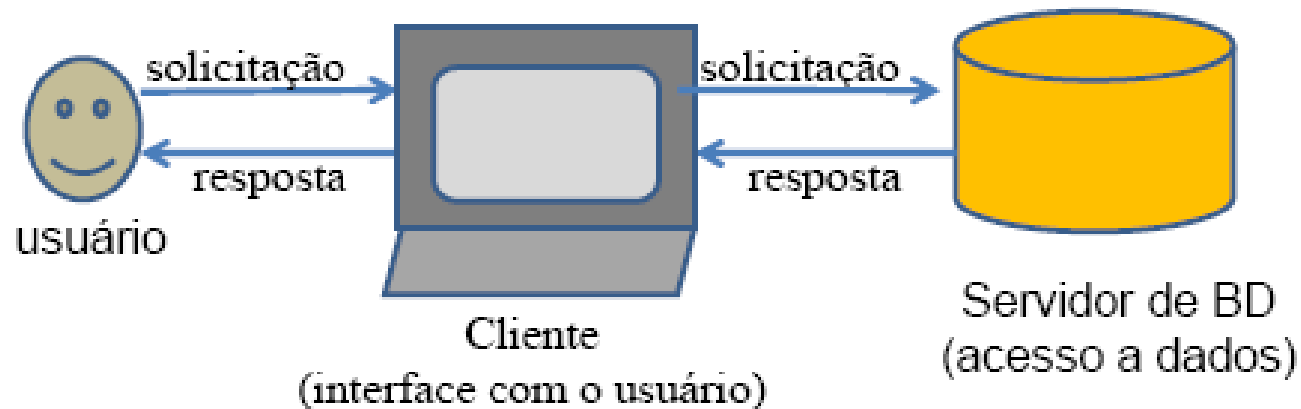 solicitação
solicitação
resposta
resposta
usuário
Cliente
(interface com o usuário)
Servidor de BD
(acesso a dados)